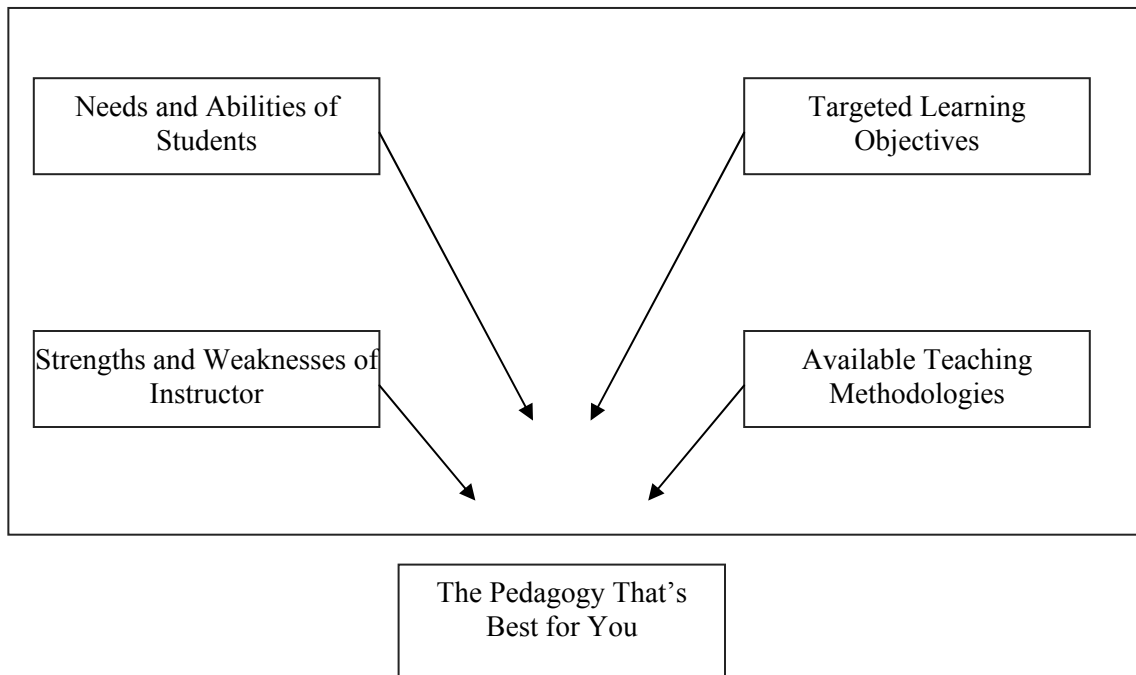 Needs and Abilities of
Students
Targeted Learning
Objectives
Strengths and Weaknesses of
Instructor
Available Teaching
Methodologies
The Pedagogy That’s
Best for You